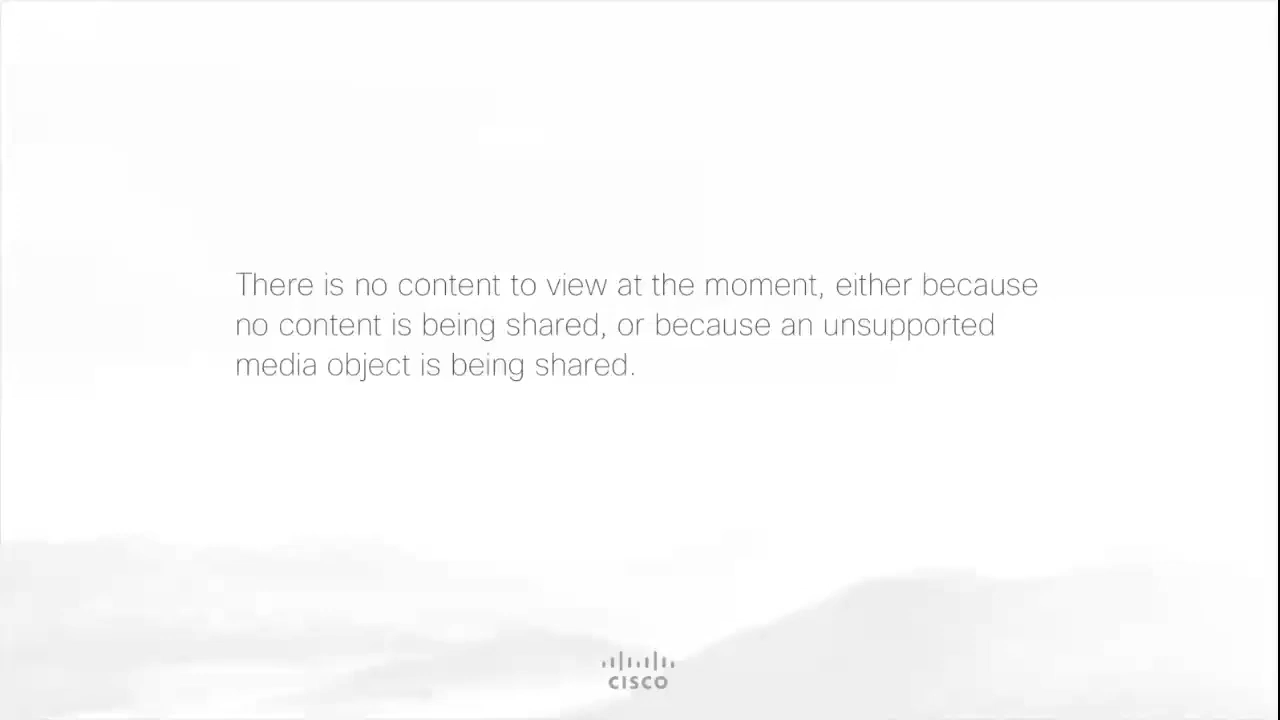 There is no content to view at the moment, either because
no content is being shared, or because an unsupported
media object is being shared.
CISCO